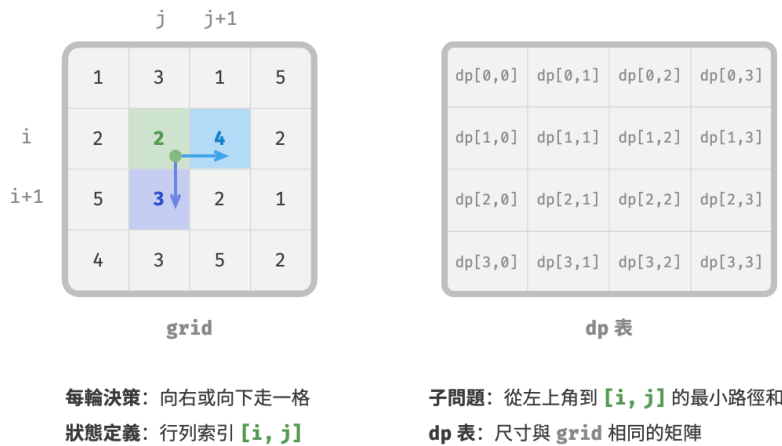 j j+1
1 3 1 5
i 2 2 4 2
i+1 5 3 2 1
4 3 5 2
grid
dp[0,0] dp[0,1] dp[0,2] dp[0,3]
dp[1,0] dp[1,1] dp[1,2] dp[1,3]
dp[2,0] dp[2,1] dp[2,2] dp[2,3]
dp[3,0] dp[3,1] dp[3,2] dp[3,3]
dp 表
每輪決策：向右或向下走一格
狀態定義：行列索引 [i, j]
子問題：從左上角到 [i, j] 的最小路徑和
dp 表：尺寸與 grid 相同的矩陣